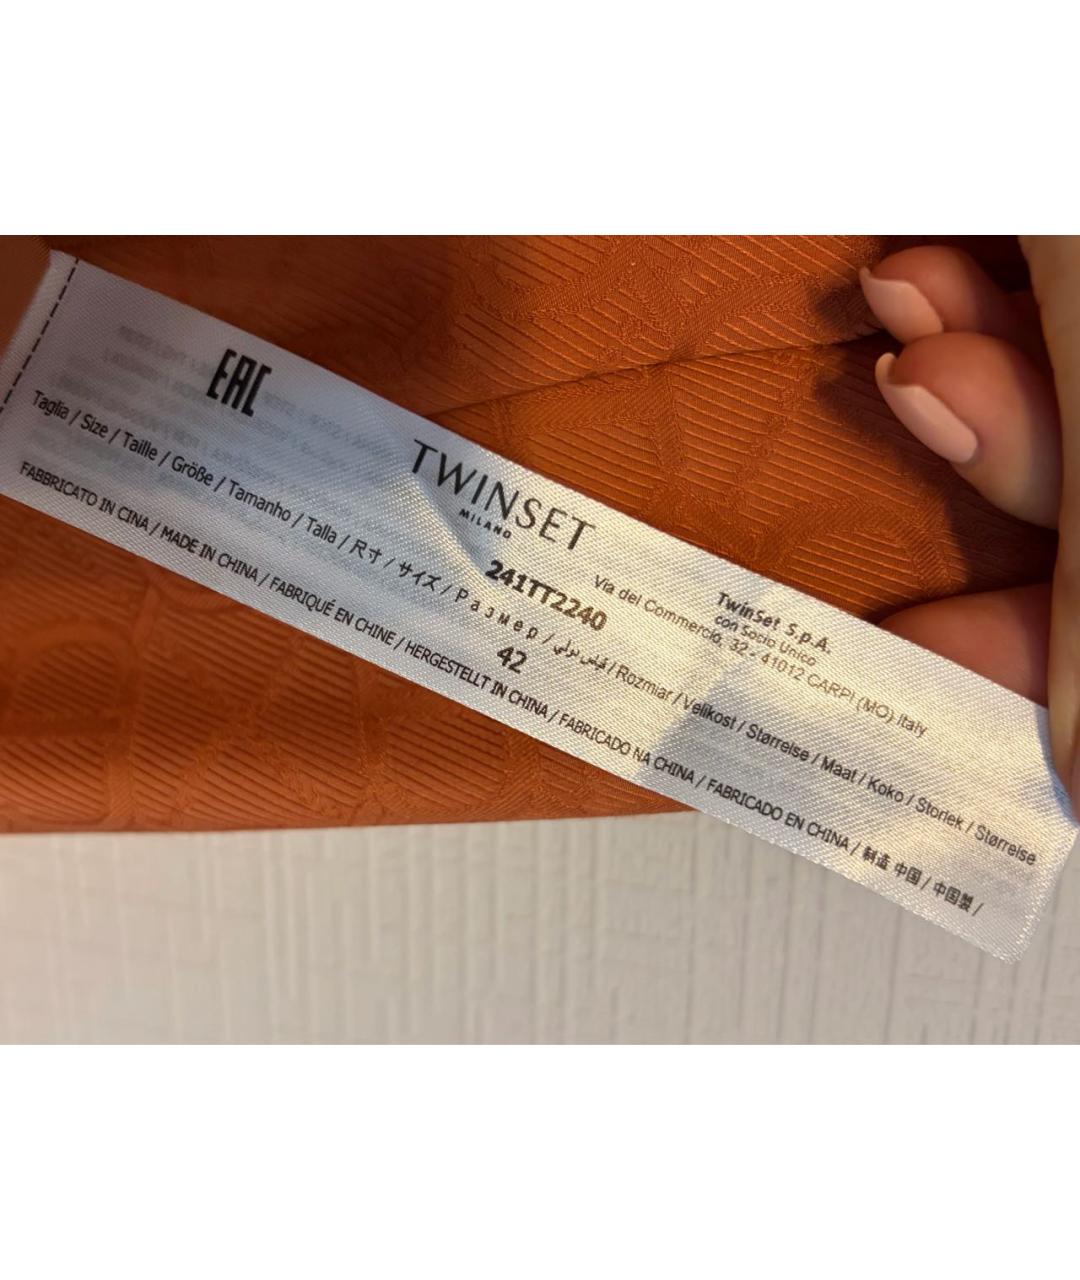 EAC
TWINSET
MILANO
241TT2240
TwinSet S.p.A.
con Socio Unico
Via del Commercio, 32 - 41012 CARPI (MO) Italy
Taglia / Size / Taille / Größe / Tamanho / Talla / 尺寸 / サイズ / Размер / قياس دولي / Rozmiar / Velikost / Størrelse / Maat / Koko / Storlek / Størrelse
42
FABBRICATO IN CINA / MADE IN CHINA / FABRIQUÉ EN CHINE / HERGESTELLT IN CHINA / FABRICADO NA CHINA / FABRICADO EN CHINA / 制造 中国 / 中国製 /